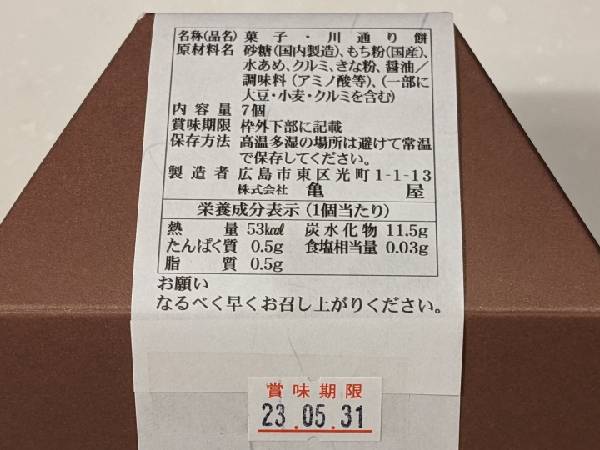 名称(品名) 菓子・川通り餅
原材料名 砂糖(国内製造)、もち粉(国産)、
水あめ、クルミ、きな粉、醤油／
調味料(アミノ酸等)、(一部に
大豆・小麦・クルミを含む)
内容量 7個
賞味期限 枠外下部に記載
保存方法 高温多湿の場所は避けて常温
で保存してください。
製造者 広島市東区光町1-1-13
株式会社 亀屋
栄養成分表示(1個当たり)
熱量 53kcal 炭水化物 11.5g
たんぱく質 0.5g 食塩相当量 0.03g
脂質 0.5g
お願い
なるべく早くお召し上がりください。
賞味期限
23.05.31